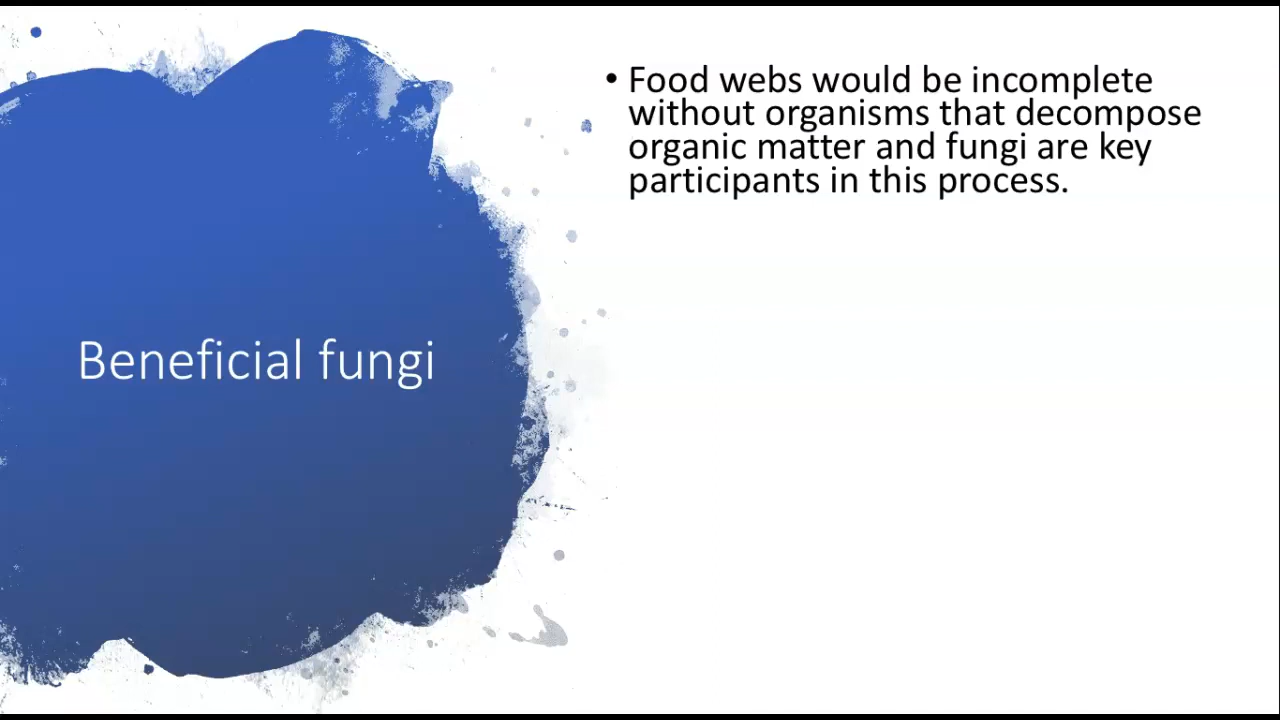 Beneficial fungi
• Food webs would be incomplete
without organisms that decompose
organic matter and fungi are key
participants in this process.